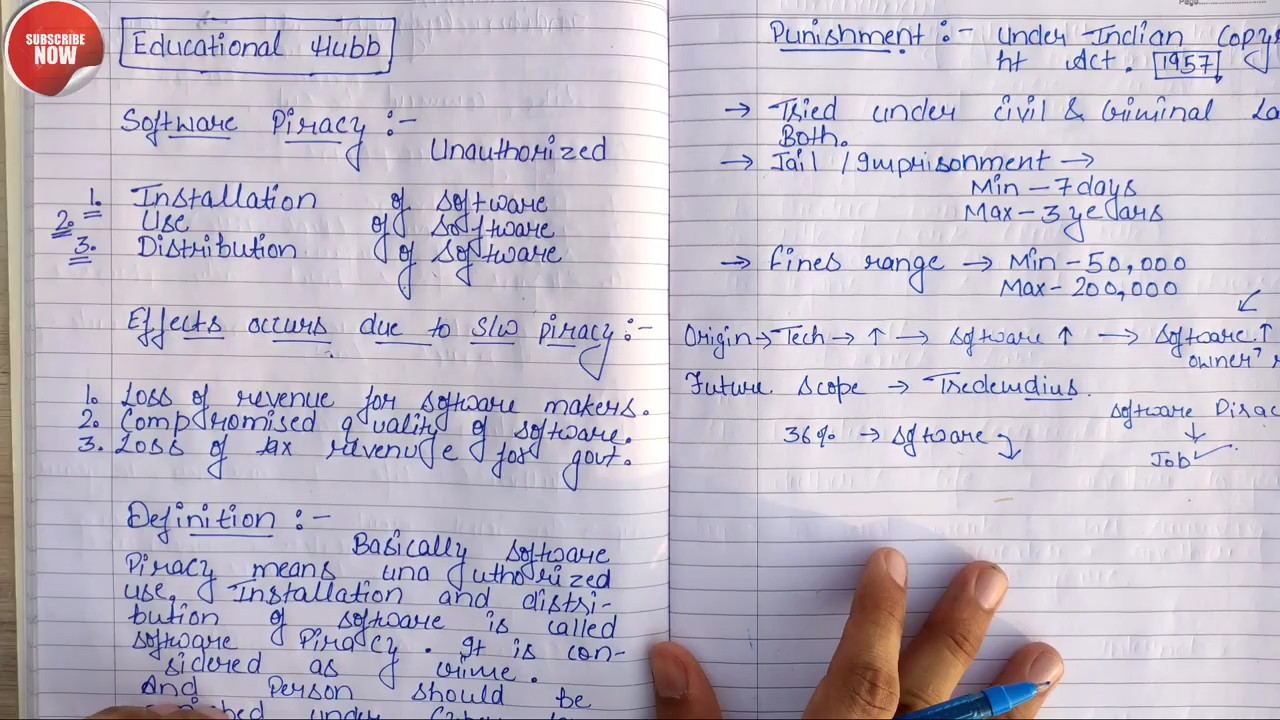 SUBSCRIBE
NOW
Educational Hubb
Software Piracy :-
Unauthorized
1. Installation of software
2. Use of software
3. Distribution of software
Effects occurs due to S/W piracy :-
1. Loss of revenue for software makers.
2. Compromised quality of software.
3. Loss of tax revenue for govt.
Definition :-
Basically software
Piracy means unauthorized
use, Installation and distri-
bution of software is called
software Piracy. It is con-
sidered as crime.
And Person should be
under
Page
Punishment :- Under Indian Copy
ht Act. 1957
→ Tried under civil & Criminal
Both.
→ Jail / Imprisonment →
Min - 7 days
Max - 3 years
→ fines range → Min - 50,000
Max - 200,000
Origin → Tech → ↑ → software ↑ → software ↑
owner
Future Scope →
software
36% → software
Job